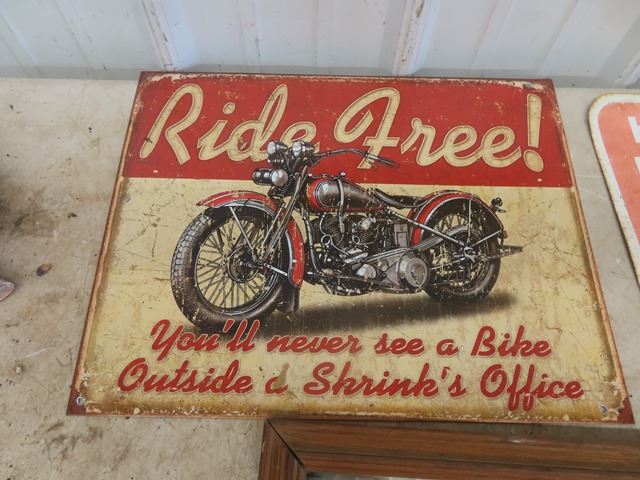 Ride Free!
You'll never see a Bike
Outside a Shrink's Office